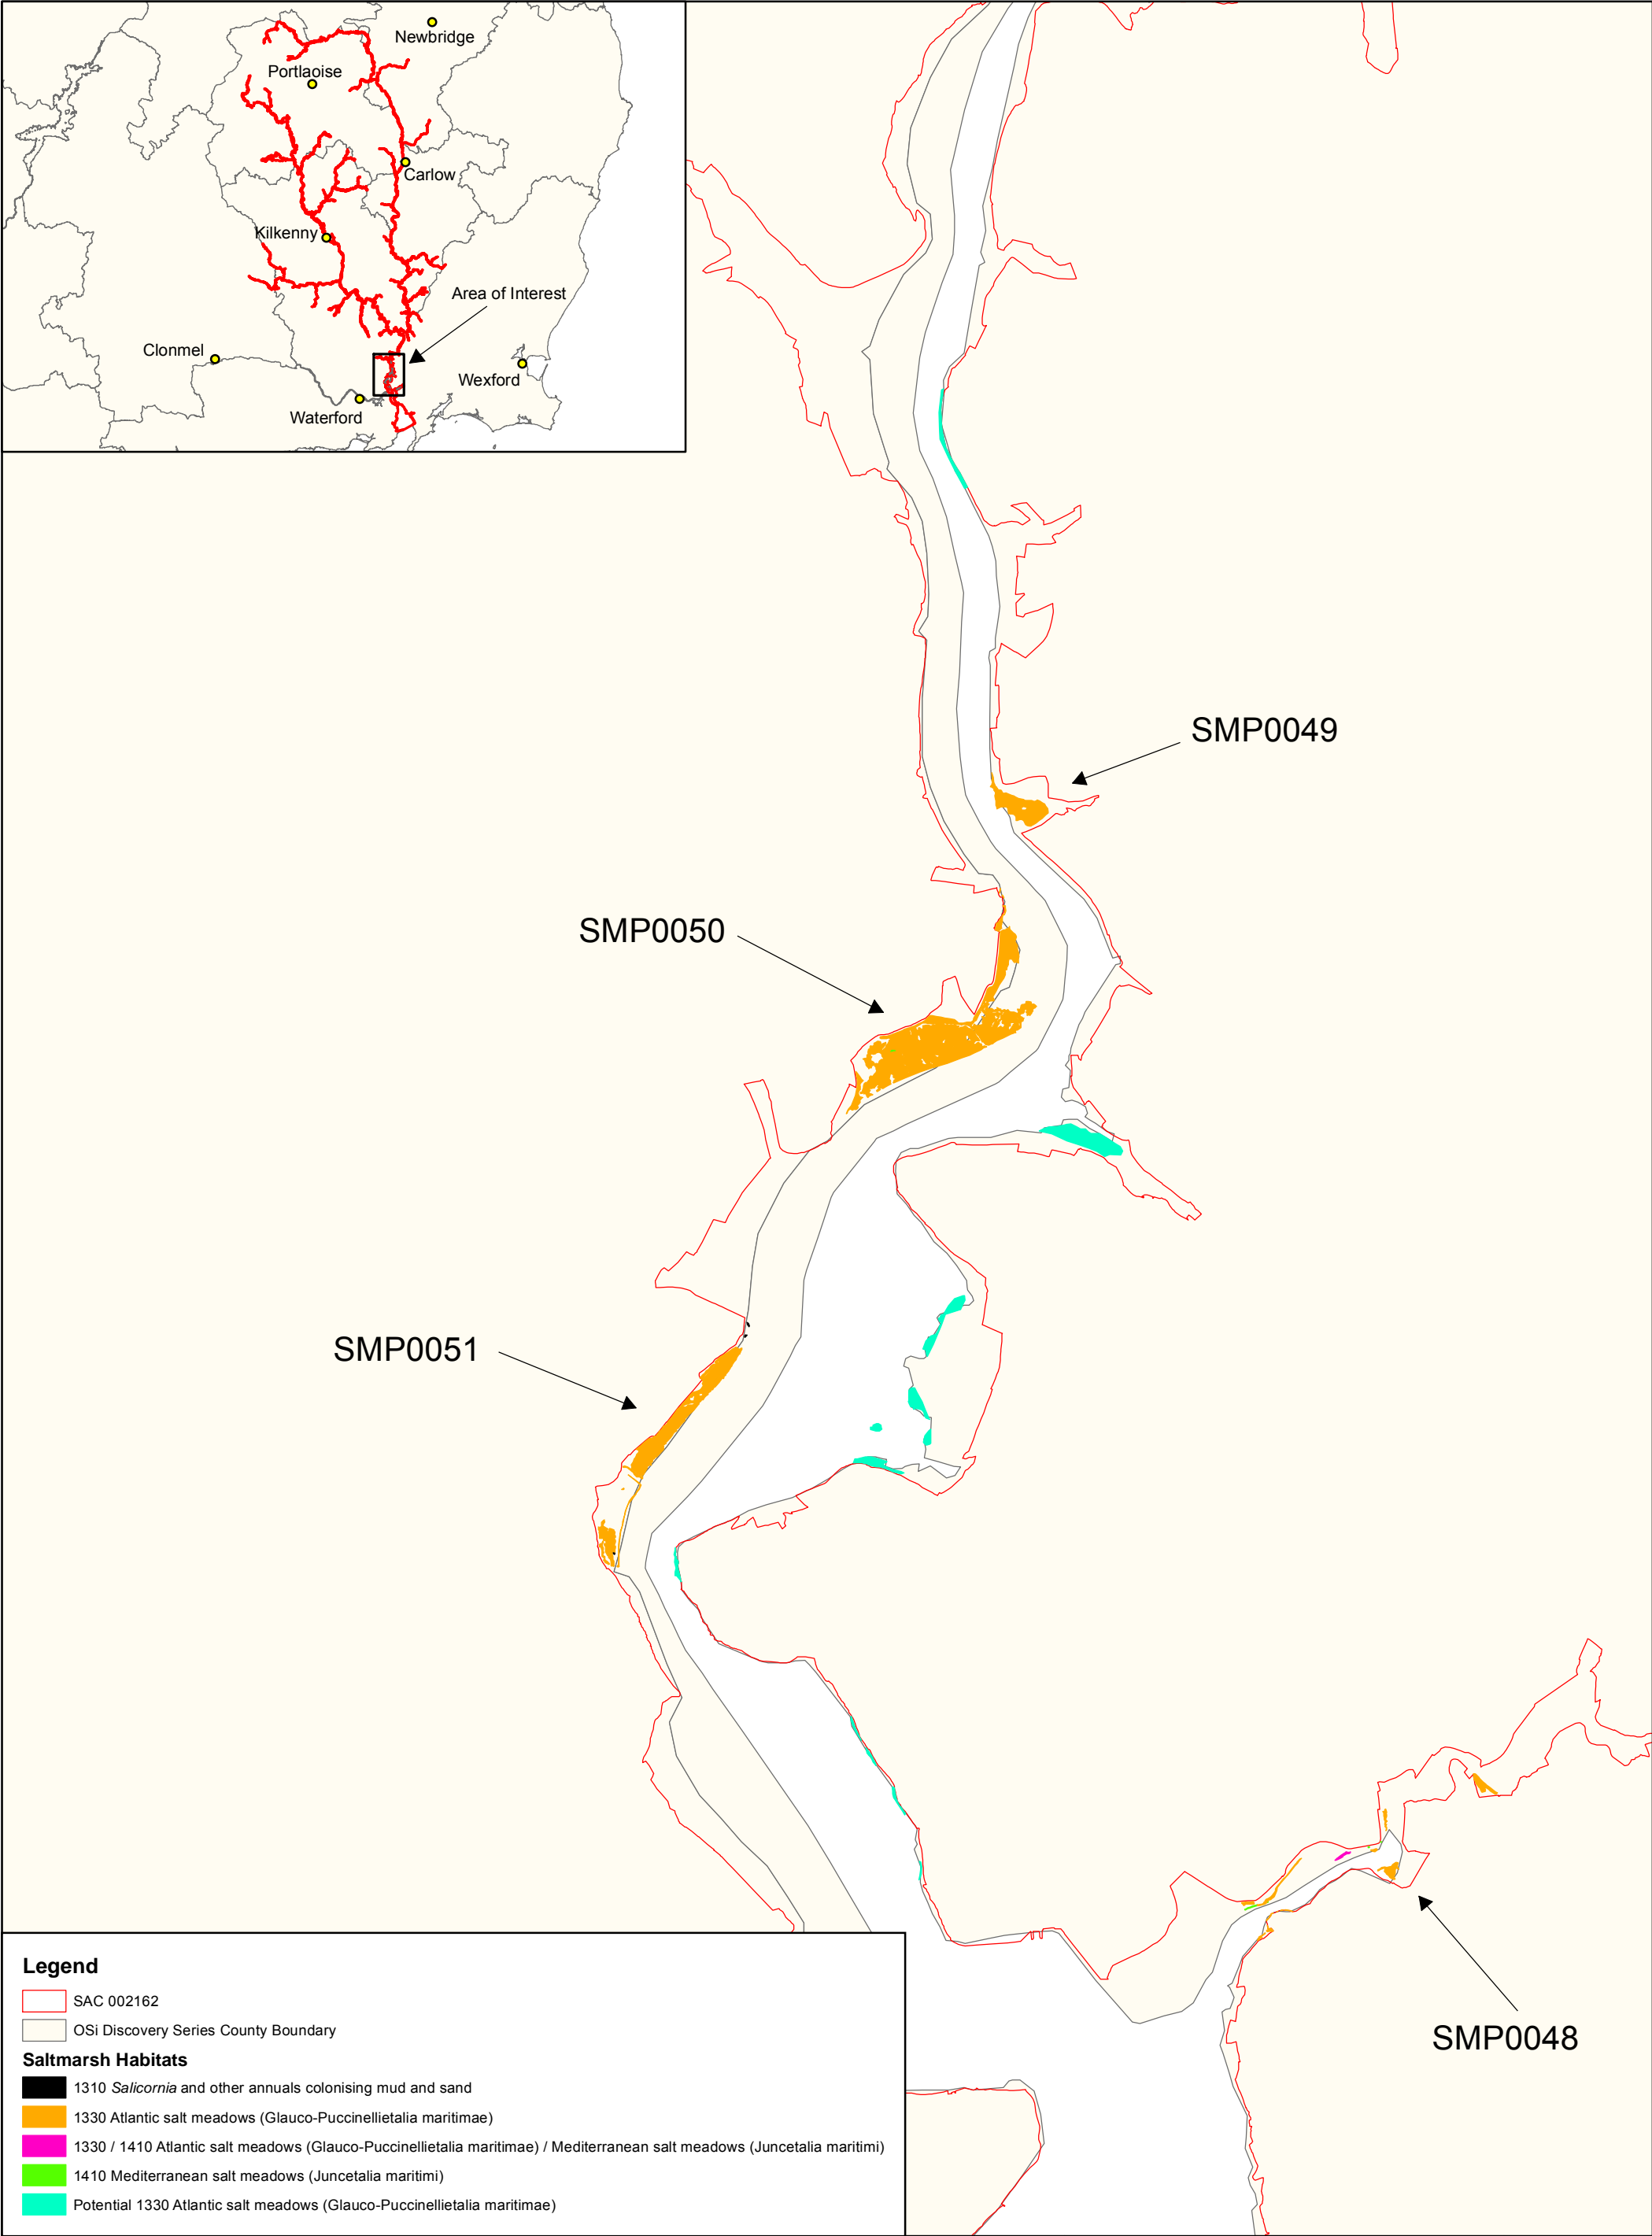 Newbridge
Portlaoise
Carlow
Kilkenny
Area of Interest
Clonmel
Wexford
Waterford
SMP0049
SMP0050
SMP0051
SMP0048
Legend
SAC 002162
OSi Discovery Series County Boundary
Saltmarsh Habitats
1310 Salicornia and other annuals colonising mud and sand
1330 Atlantic salt meadows (Glauco-Puccinellietalia maritimae)
1330 / 1410 Atlantic salt meadows (Glauco-Puccinellietalia maritimae) / Mediterranean salt meadows (Juncetalia maritimi)
1410 Mediterranean salt meadows (Juncetalia maritimi)
Potential 1330 Atlantic salt meadows (Glauco-Puccinellietalia maritimae)